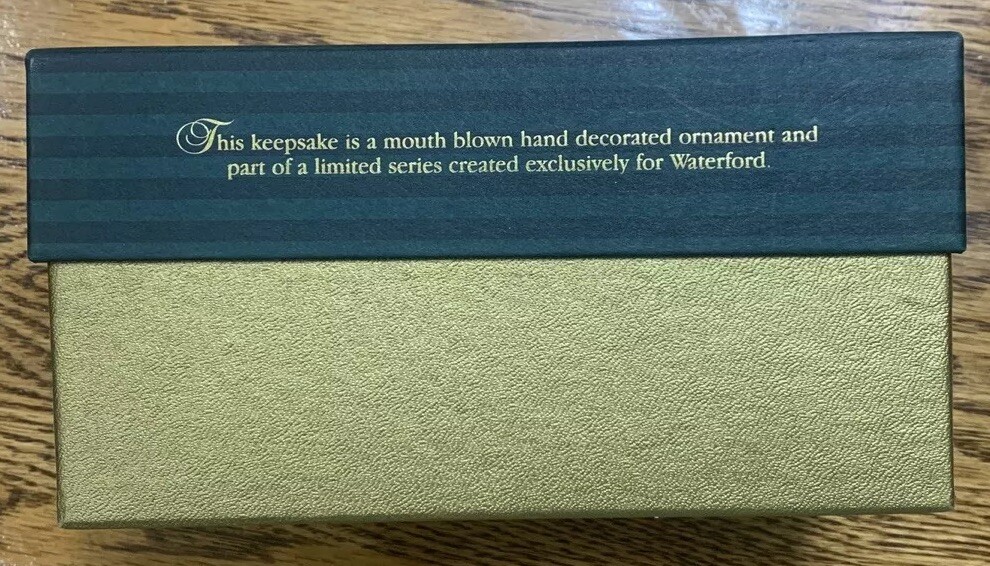 This keepsake is a mouth blown hand decorated ornament and
part of a limited series created exclusively for Waterford.